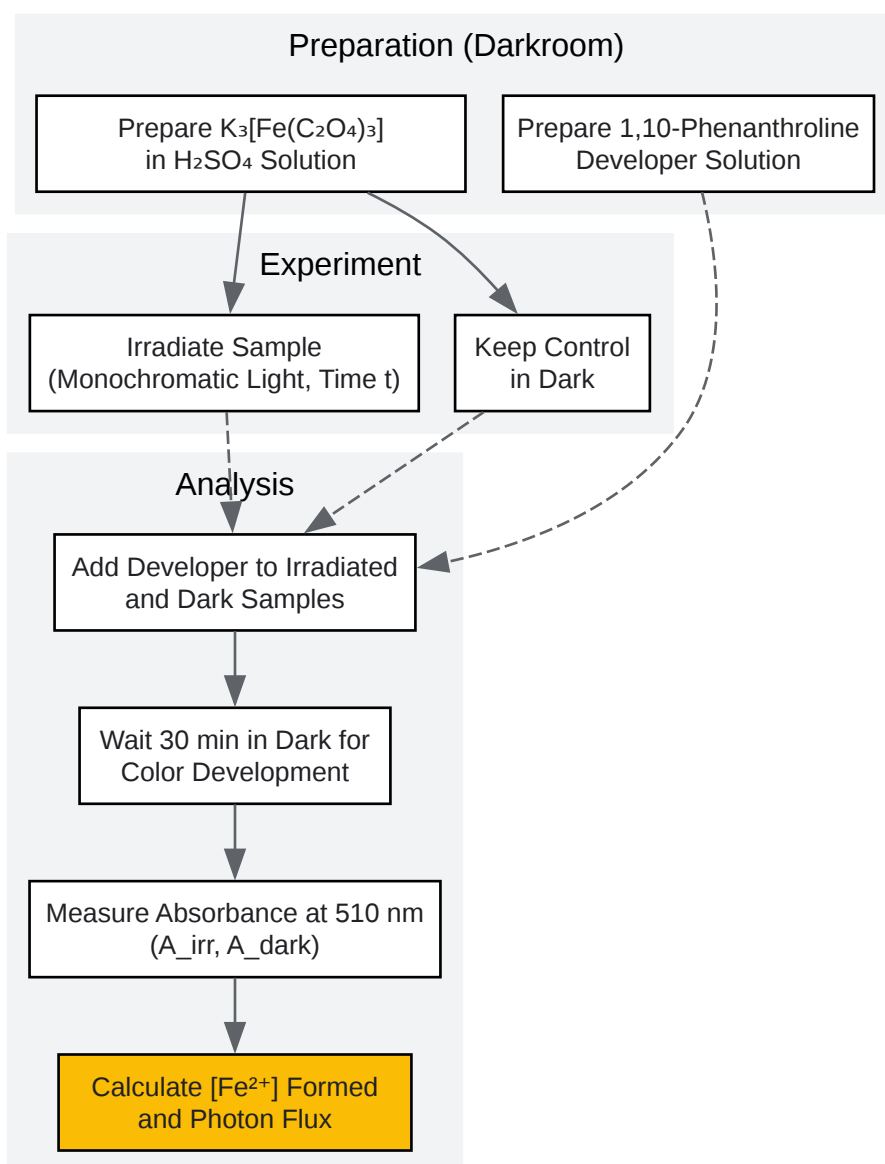 Preparation (Darkroom)
Prepare K₃[Fe(C₂O₄)₃]
in H₂SO₄ Solution
Prepare 1,10-Phenanthroline
Developer Solution
Experiment
Irradiate Sample
(Monochromatic Light, Time t)
Keep Control
in Dark
Analysis
Add Developer to Irradiated
and Dark Samples
Wait 30 min in Dark for
Color Development
Measure Absorbance at 510 nm
(A_irr, A_dark)
Calculate [Fe²⁺] Formed
and Photon Flux